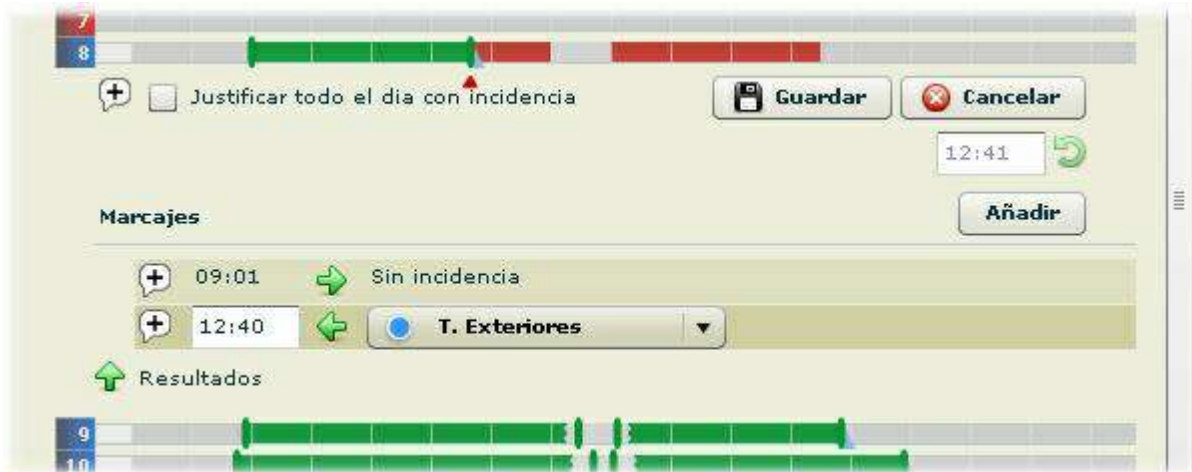 7
8
Justificar todo el dia con incidencia
Guardar
Cancelar
12:41
Marcajes
Añadir
09:01 Sin incidencia
12:40 T. Exteriores
Resultados
9
10